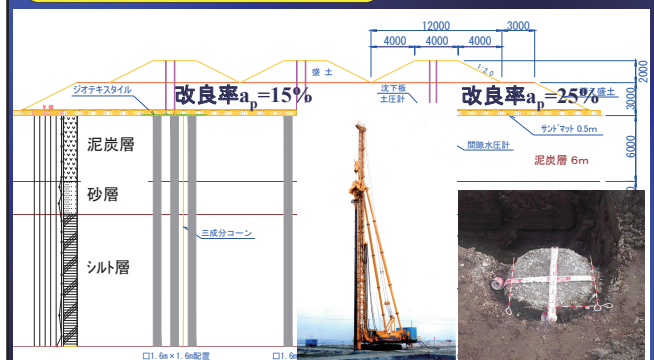 12000
3000
4000
4000
4000
2000
盛 土
1:2.0
ジオテキスタイル
改良率ap=15%
沈下板
土圧計
改良率ap=25%
盛土
3000
サンドマット 0.5m
間隙水圧計
泥炭層 6m
6000
泥炭層
砂層
三成分コーン
シルト層
□1.6m×1.6m配置
□1.6m